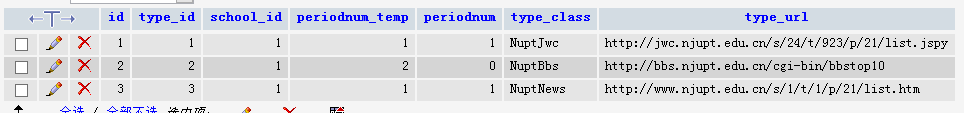 id type_id school_id periodnum_temp periodnum type_class type_url
1 1 1 1 1 NuptJwc http://jwc.njupt.edu.cn/s/24/t/923/p/21/list.jspy
2 2 1 2 0 NuptBbs http://bbs.njupt.edu.cn/cgi-bin/bbstop10
3 3 1 1 1 NuptNews http://www.njupt.edu.cn/s/1/t/1/p/21/list.htm
全选 / 全部不选